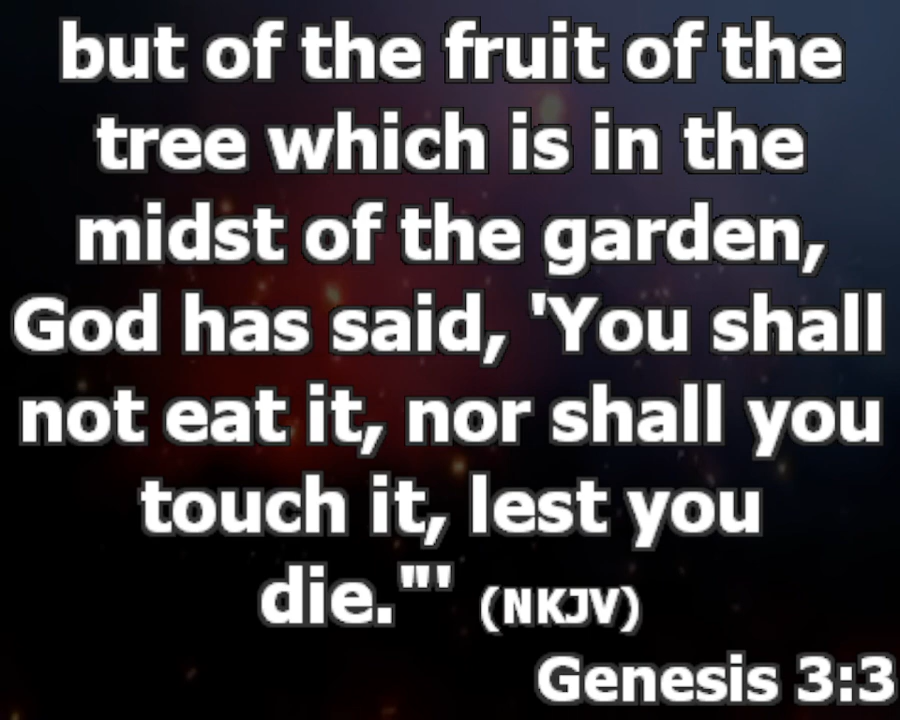 but of the fruit of the
tree which is in the
midst of the garden,
God has said, 'You shall
not eat it, nor shall you
touch it, lest you
die."' (NKJV)
Genesis 3:3